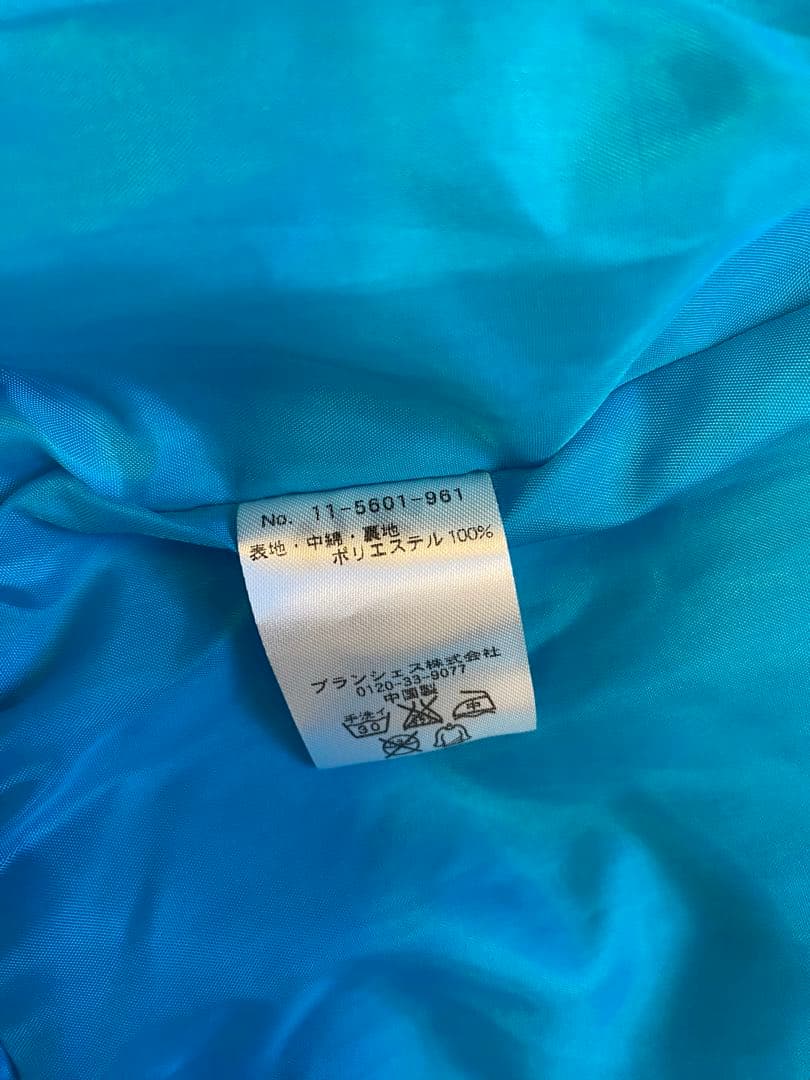 No. 11-5601-961
表地・中綿・裏地
ポリエステル 100%
ブランシェス株式会社
0120-33-9077
中国製
手洗イ
30
中